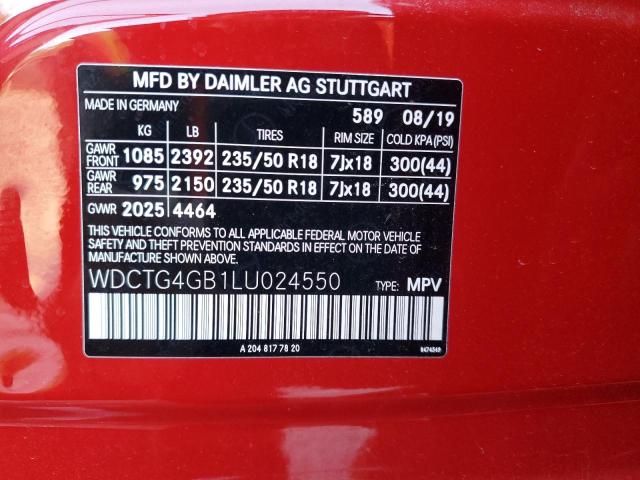 MFD BY DAIMLER AG STUTTGART
MADE IN GERMANY 589 08/19
KG LB TIRES RIM SIZE COLD KPA(PSI)
GAWR FRONT 1085 2392 235/50 R18 7Jx18 300(44)
GAWR REAR 975 2150 235/50 R18 7Jx18 300(44)
GVWR 2025 4464
THIS VEHICLE CONFORMS TO ALL APPLICABLE FEDERAL MOTOR VEHICLE
SAFETY AND THEFT PREVENTION STANDARDS IN EFFECT ON THE DATE OF
MANUFACTURE SHOWN ABOVE.
WDCTG4GB1LU024550 TYPE: MPV
A 204 817 78 20